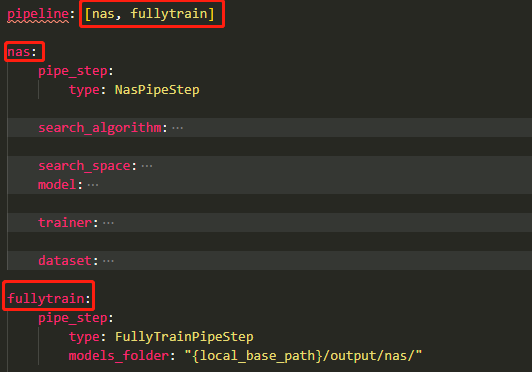 pipeline: [nas, fullytrain]
nas:
pipe_step:
type: NasPipeStep
search_algorithm: ···
search_space: ···
model: ···
trainer: ···
dataset: ···
fullytrain:
pipe_step:
type: FullyTrainPipeStep
models_folder: "{local_base_path}/output/nas/"